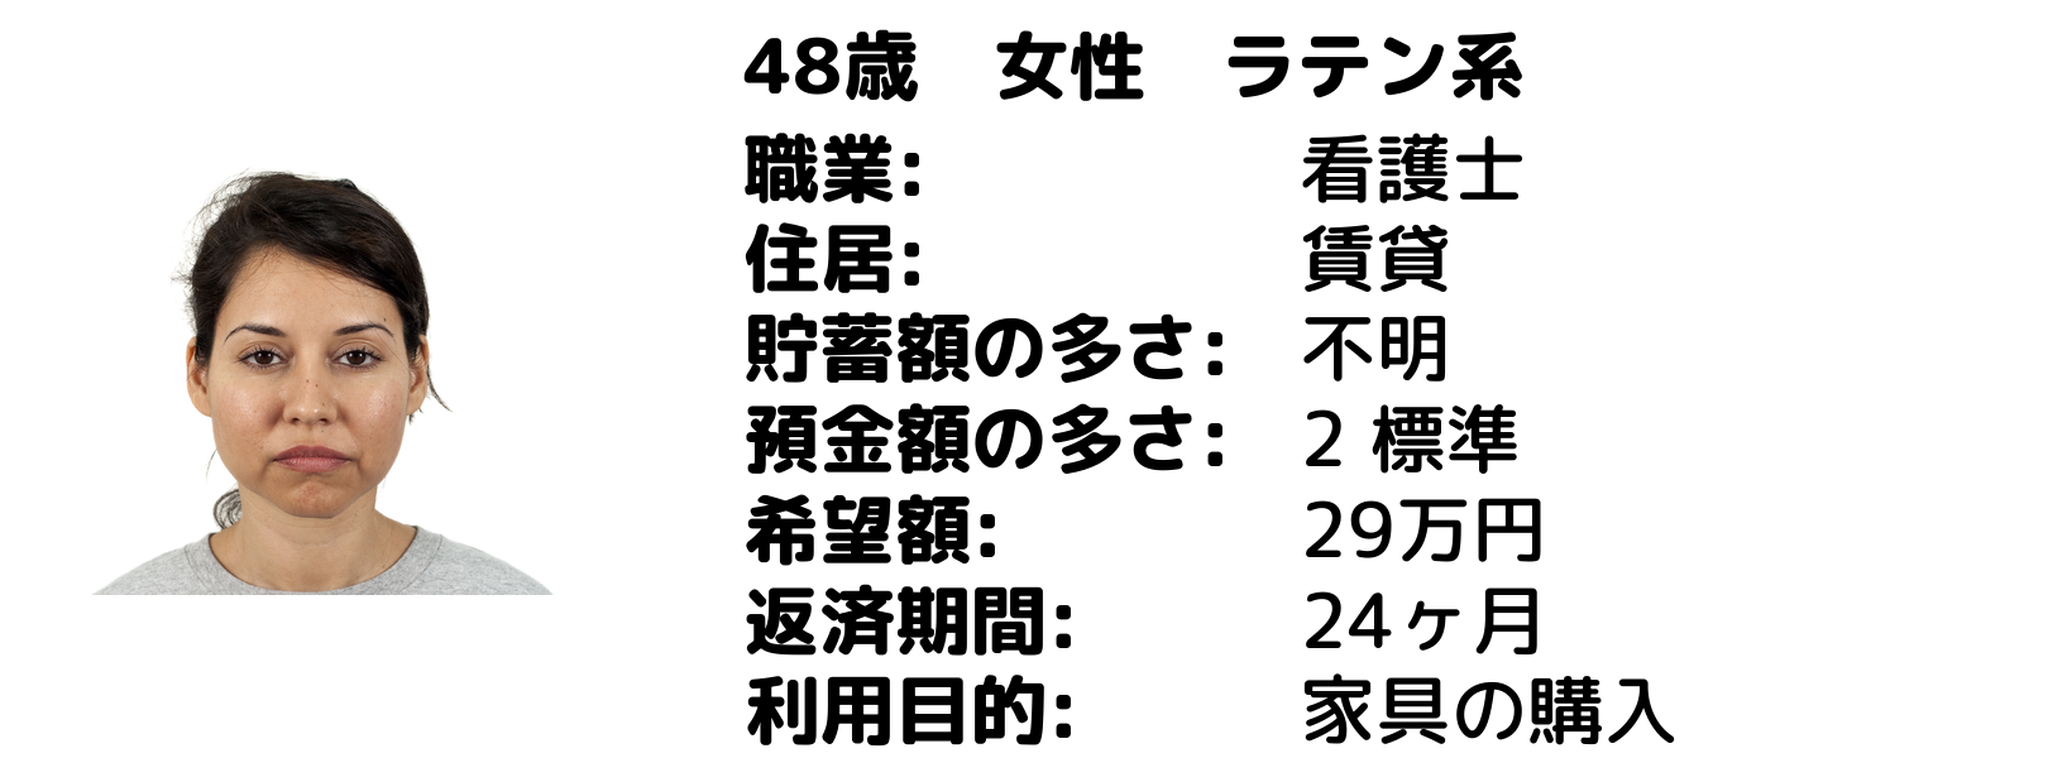 48歳　女性　ラテン系
職業: 看護士
住居: 賃貸
貯蓄額の多さ: 不明
預金額の多さ: 2 標準
希望額: 29万円
返済期間: 24ヶ月
利用目的: 家具の購入